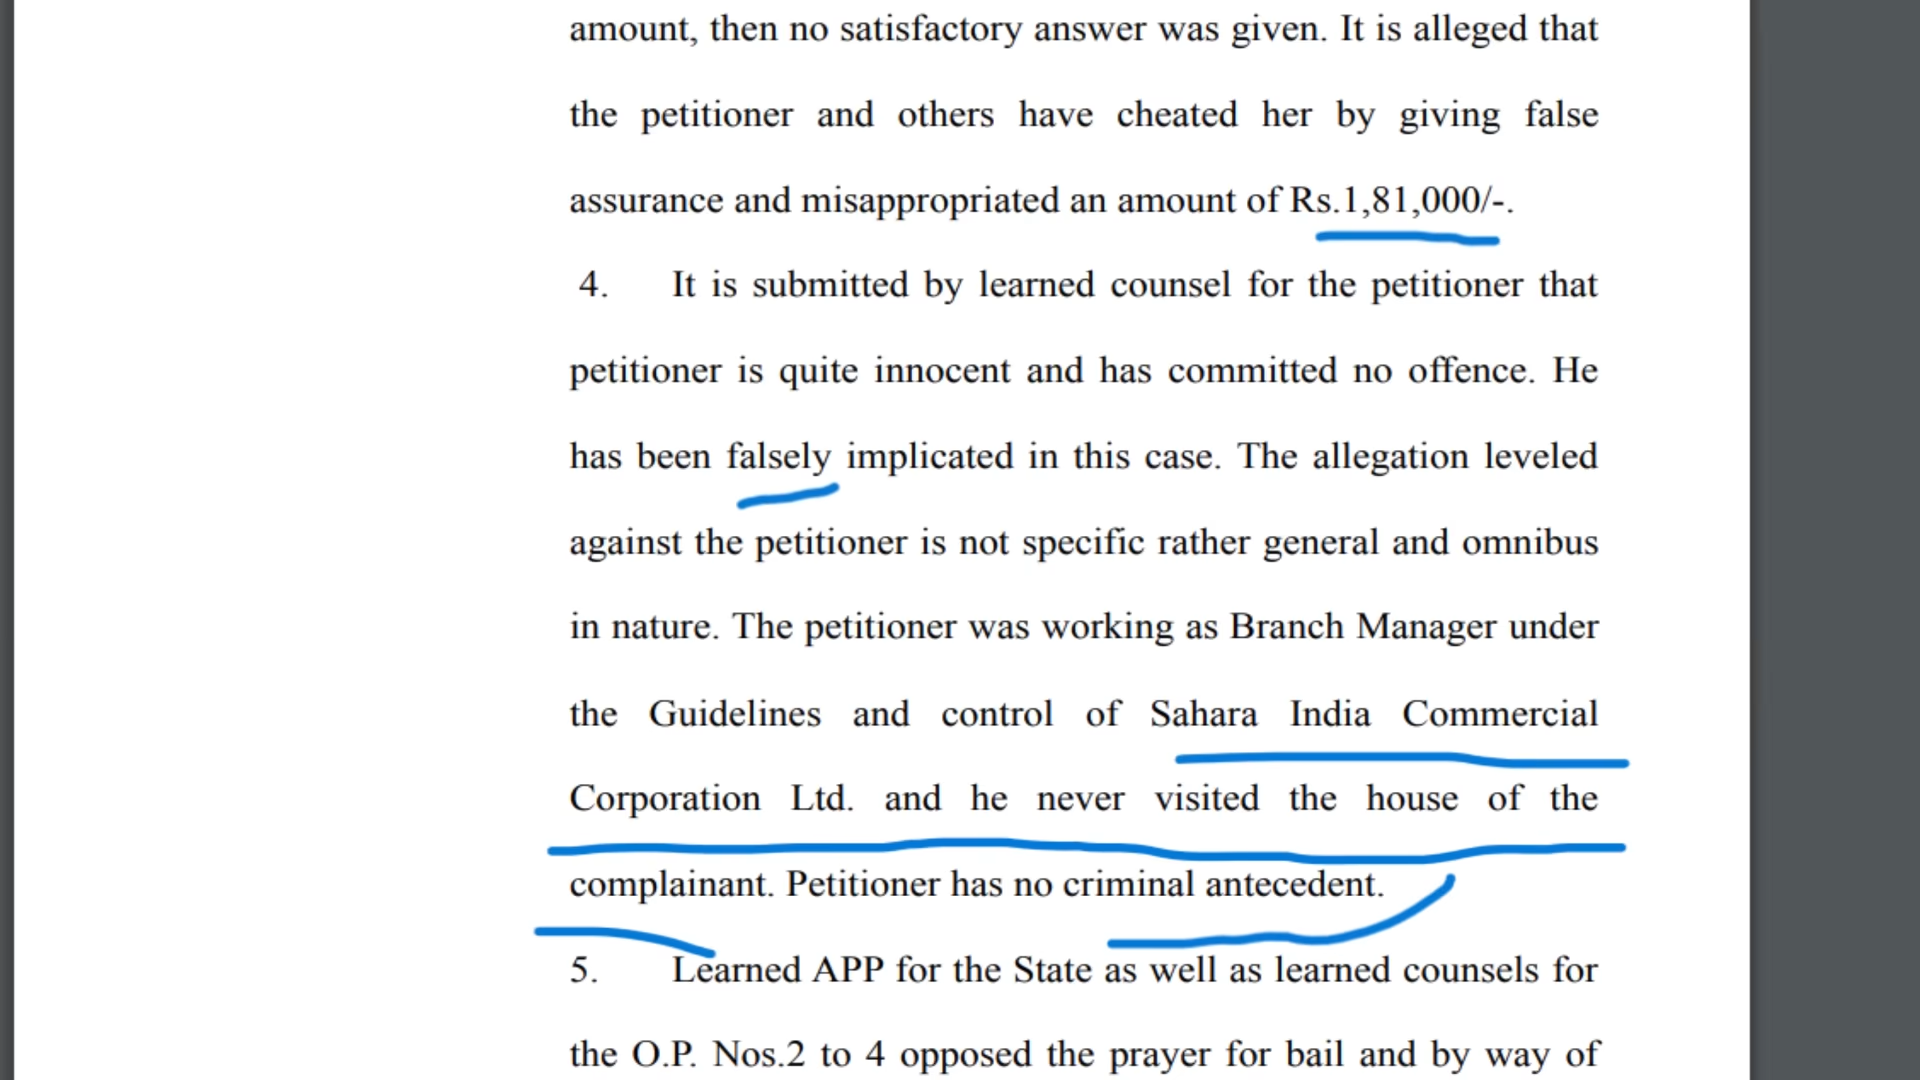 amount, then no satisfactory answer was given. It is alleged that
the petitioner and others have cheated her by giving false
assurance and misappropriated an amount of Rs.1,81,000/-.
4. It is submitted by learned counsel for the petitioner that
petitioner is quite innocent and has committed no offence. He
has been falsely implicated in this case. The allegation leveled
against the petitioner is not specific rather general and omnibus
in nature. The petitioner was working as Branch Manager under
the Guidelines and control of Sahara India Commercial
Corporation Ltd. and he never visited the house of the
complainant. Petitioner has no criminal antecedent.
5. Learned APP for the State as well as learned counsels for
the O.P. Nos.2 to 4 opposed the prayer for bail and by way of